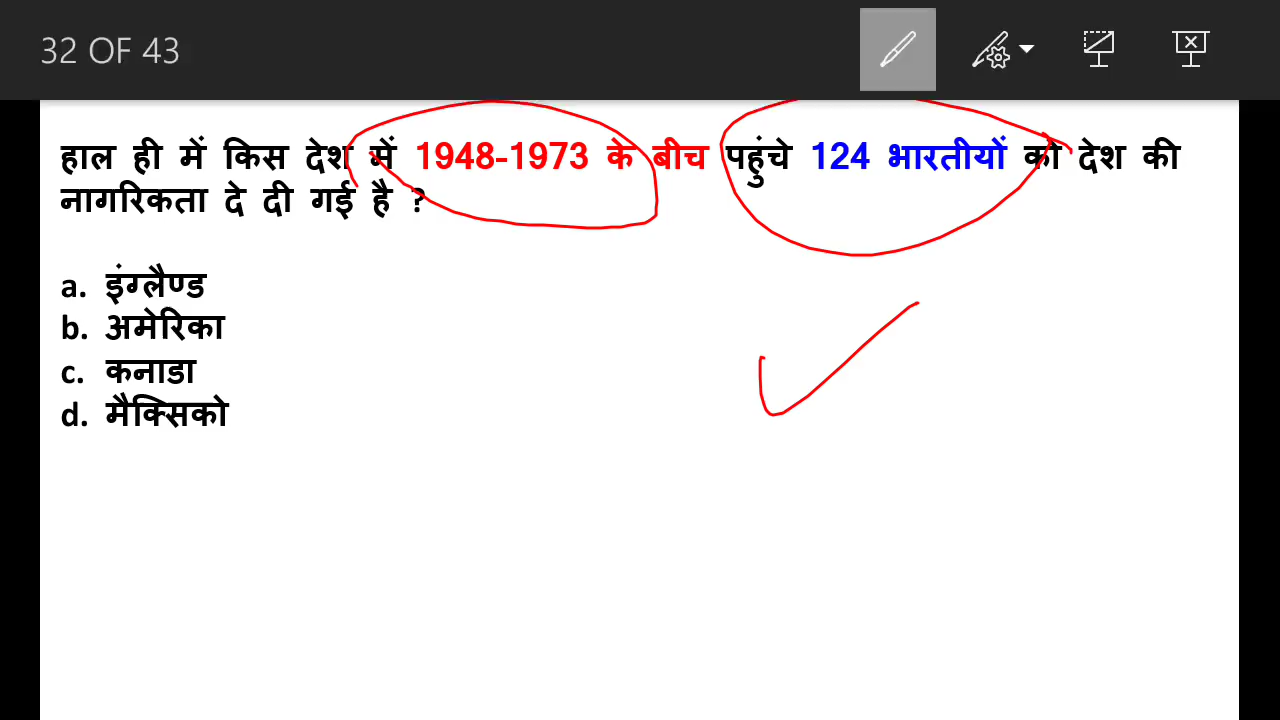 32 OF 43
हाल ही में किस देश में 1948-1973 के बीच पहुंचे 124 भारतीयों को देश की
नागरिकता दे दी गई है ?
a. इंग्लैण्ड
b. अमेरिका
c. कनाडा
d. मैक्सिको